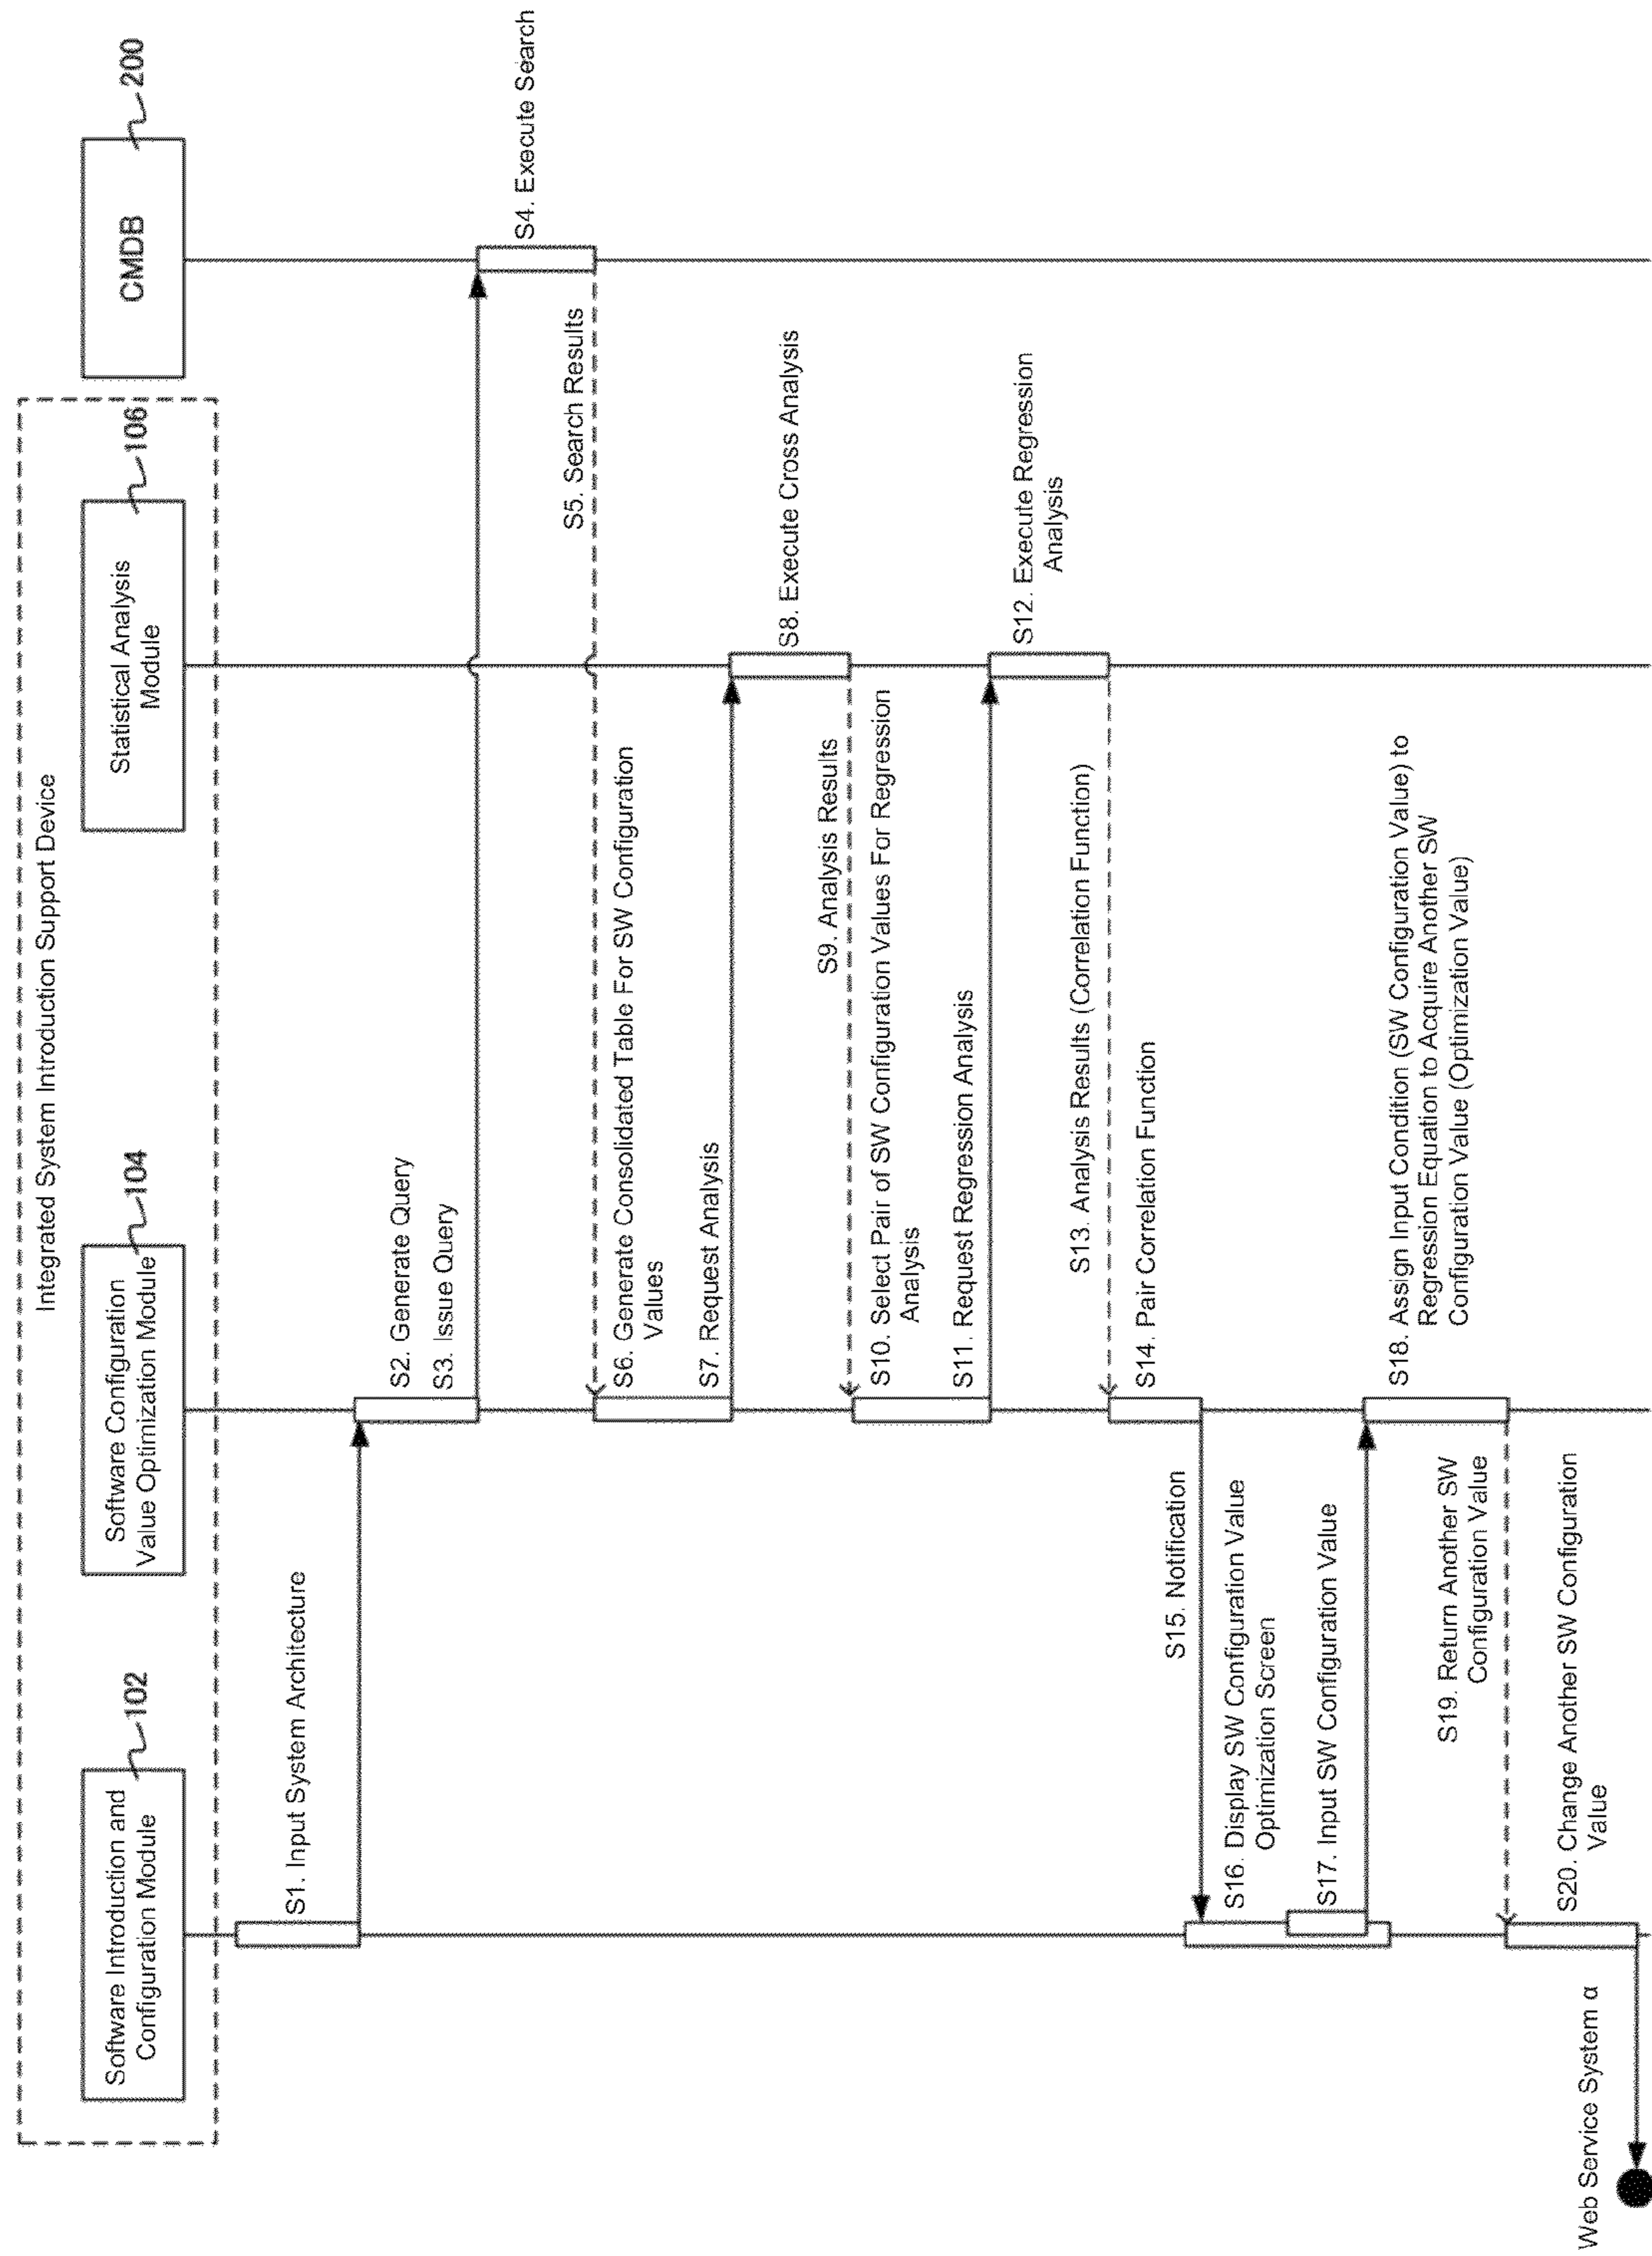 Integrated System Introduction Support Device
Software Introduction and
Configuration Module
102
Software Configuration
Value Optimization Module
104
Statistical Analysis
Module
106
CMDB
200
S1. Input System Architecture
S2. Generate Query
S3. Issue Query
S4. Execute Search
S5. Search Results
S6. Generate Consolidated Table For SW Configuration
Values
S7. Request Analysis
S8. Execute Cross Analysis
S9. Analysis Results
S10. Select Pair of SW Configuration Values For Regression
Analysis
S11. Request Regression Analysis
S12. Execute Regression
Analysis
S13. Analysis Results (Correlation Function)
S14. Pair Correlation Function
S15. Notification
S16. Display SW Configuration Value
Optimization Screen
S17. Input SW Configuration Value
S18. Assign Input Condition (SW Configuration Value) to
Regression Equation to Acquire Another SW
Configuration Value (Optimization Value)
S19. Return Another SW
Configuration Value
S20. Change Another SW Configuration
Value
Web Service System α